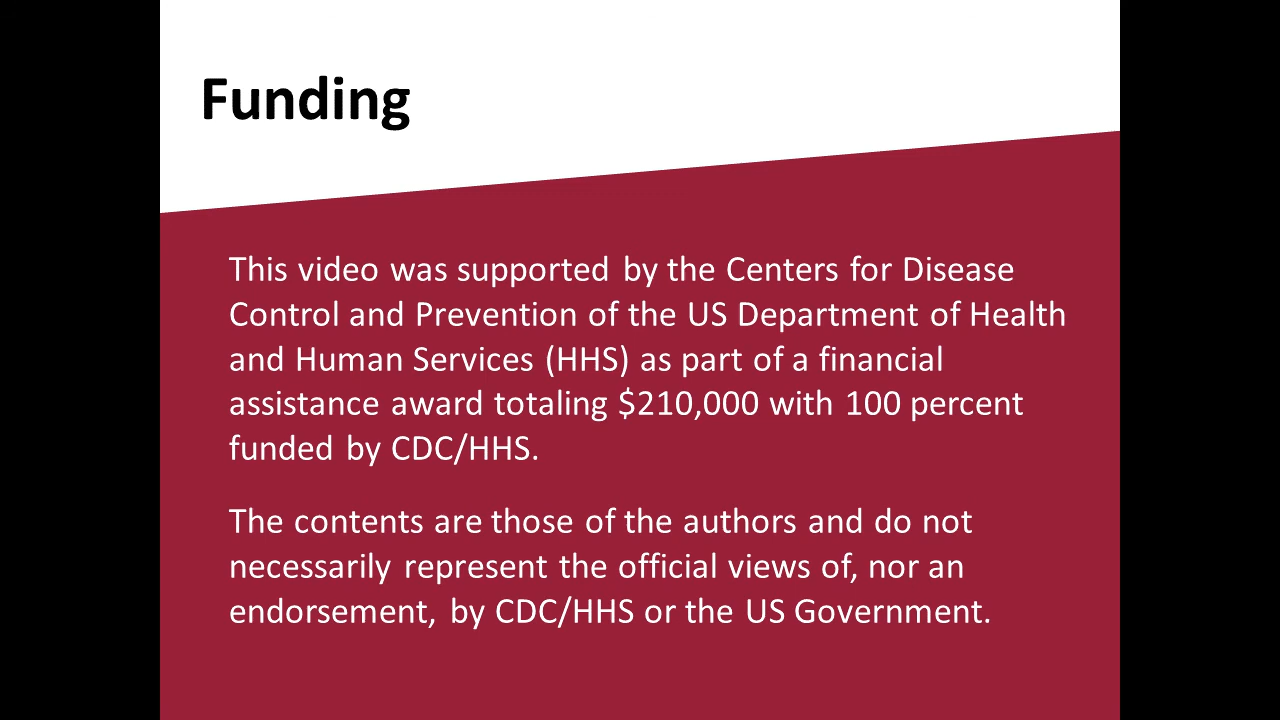 Funding
This video was supported by the Centers for Disease
Control and Prevention of the US Department of Health
and Human Services (HHS) as part of a financial
assistance award totaling $210,000 with 100 percent
funded by CDC/HHS.
The contents are those of the authors and do not
necessarily represent the official views of, nor an
endorsement, by CDC/HHS or the US Government.